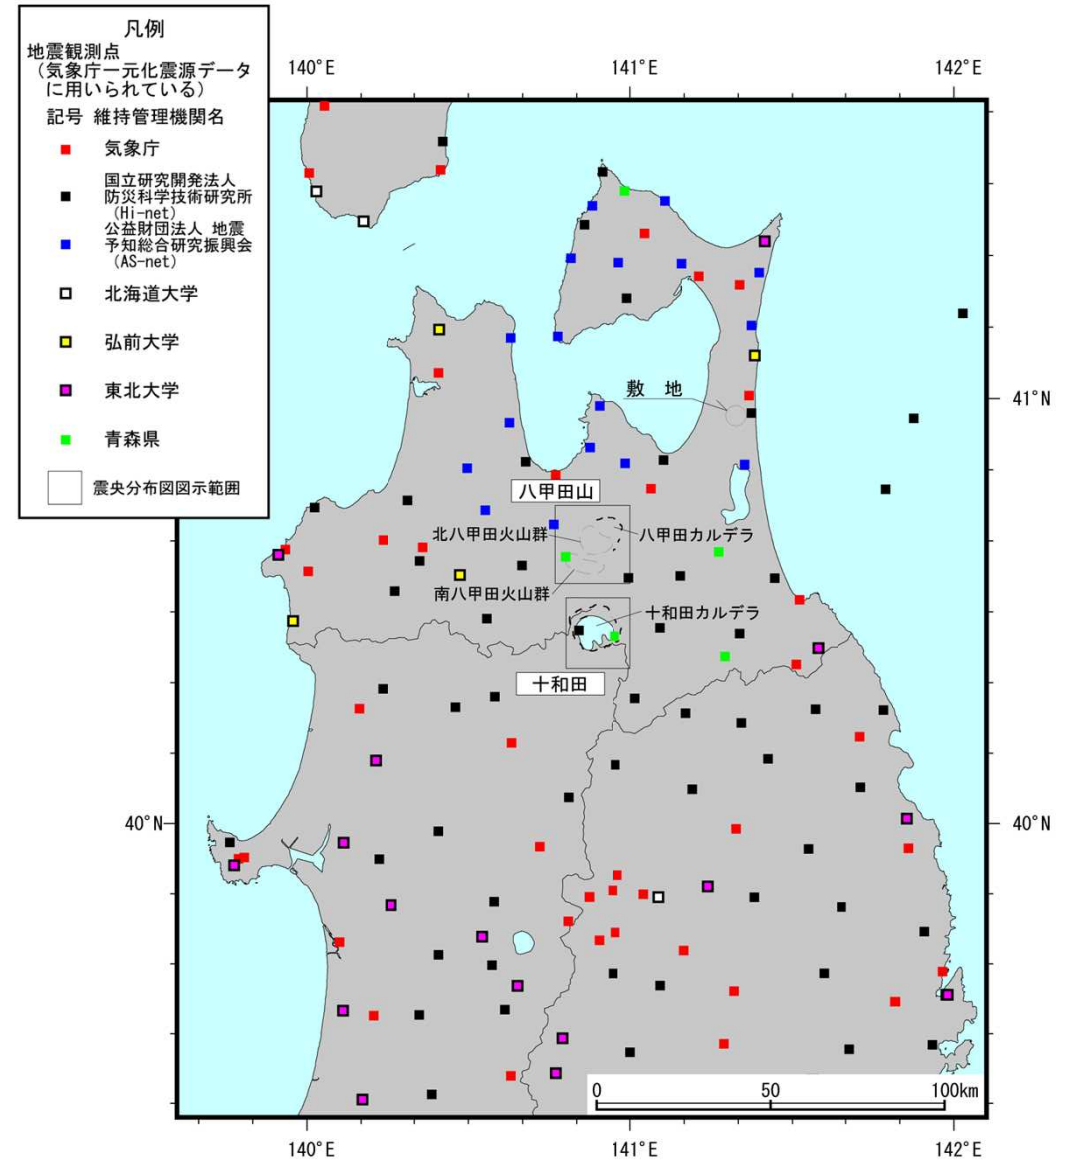 凡例
地震観測点
（気象庁一元化震源データ
に用いられている）
記号 維持管理機関名
気象庁
国立研究開発法人
防災科学技術研究所
（Hi-net）
公益財団法人 地震
予知総合研究振興会
（AS-net）
北海道大学
弘前大学
東北大学
青森県
震央分布図図示範囲
140°E
141°E
142°E
敷 地
41°N
八甲田山
北八甲田火山群
八甲田カルデラ
南八甲田火山群
十和田カルデラ
十和田
40°N
40°N
0
50
100km
140°E
141°E
142°E